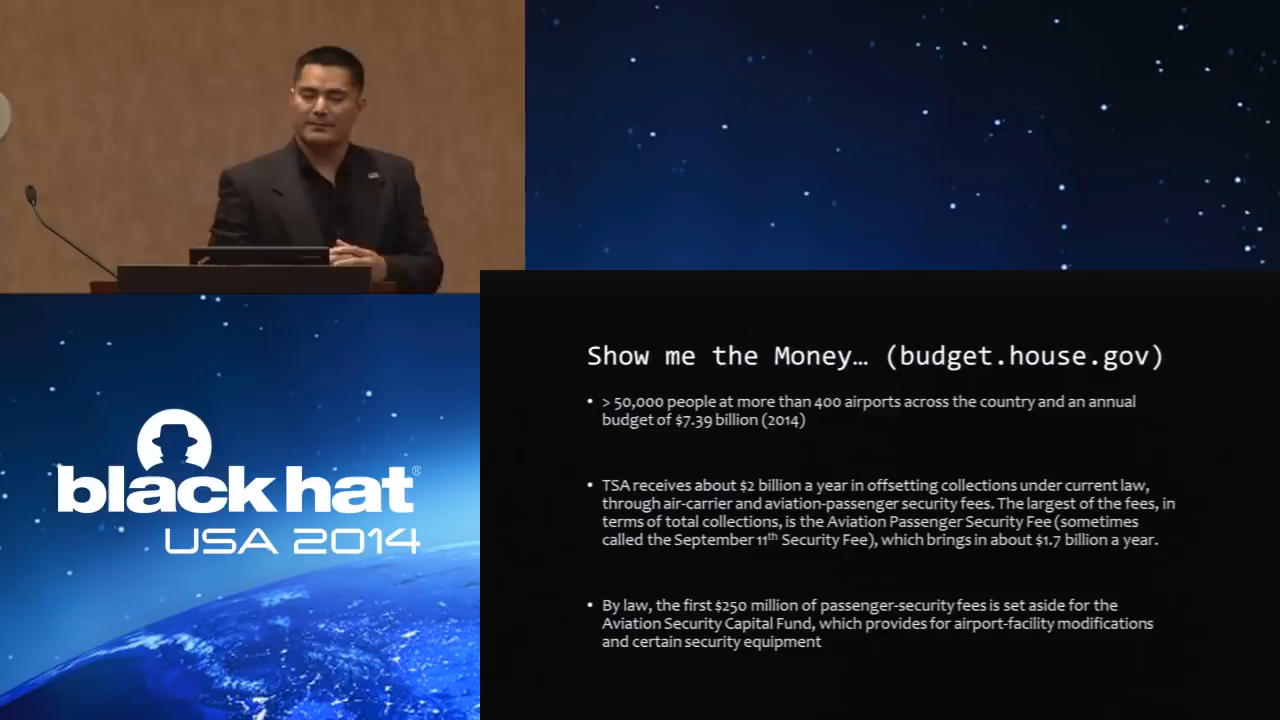 Show me the Money… (budget.house.gov)
• > 50,000 people at more than 400 airports across the country and an annual
budget of $7.39 billion (2014)
• TSA receives about $2 billion a year in offsetting collections under current law,
through air-carrier and aviation-passenger security fees. The largest of the fees, in
terms of total collections, is the Aviation Passenger Security Fee (sometimes
called the September 11th Security Fee), which brings in about $1.7 billion a year.
• By law, the first $250 million of passenger-security fees is set aside for the
Aviation Security Capital Fund, which provides for airport-facility modifications
and certain security equipment
black hat®
USA 2014